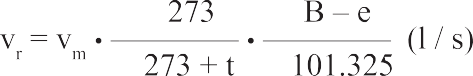 v_r = v_m • 273 / (273 + t) • (B – e) / 101.325 (l / s)